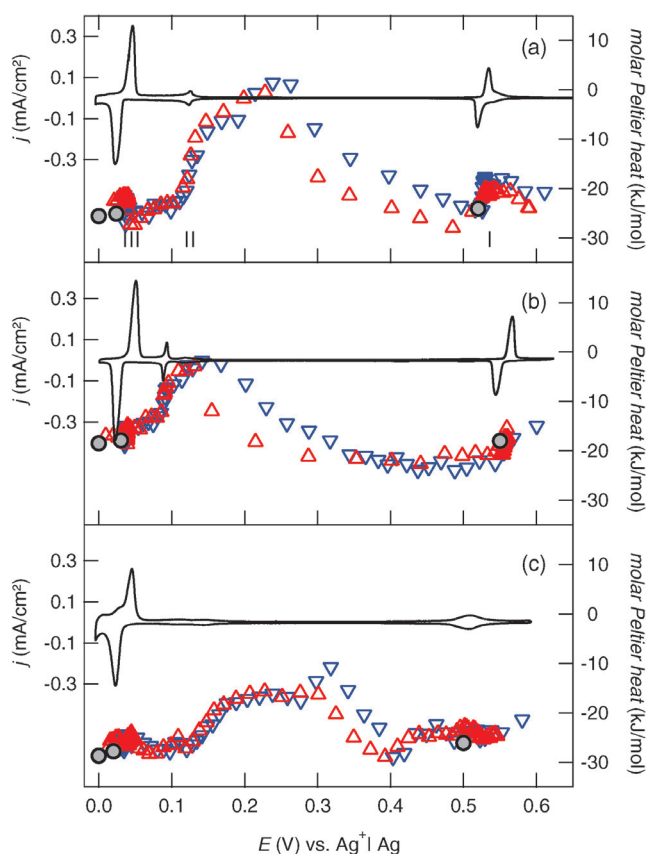 (a)
0.3
0.1
-0.1
-0.3
j (mA/cm²)
10
0
-10
-20
-30
molar Peltier heat (kJ/mol)
(b)
0.3
0.1
-0.1
-0.3
j (mA/cm²)
10
0
-10
-20
-30
molar Peltier heat (kJ/mol)
(c)
0.3
0.1
-0.1
-0.3
j (mA/cm²)
10
0
-10
-20
-30
molar Peltier heat (kJ/mol)
0.0 0.1 0.2 0.3 0.4 0.5 0.6
E (V) vs. Ag⁺| Ag